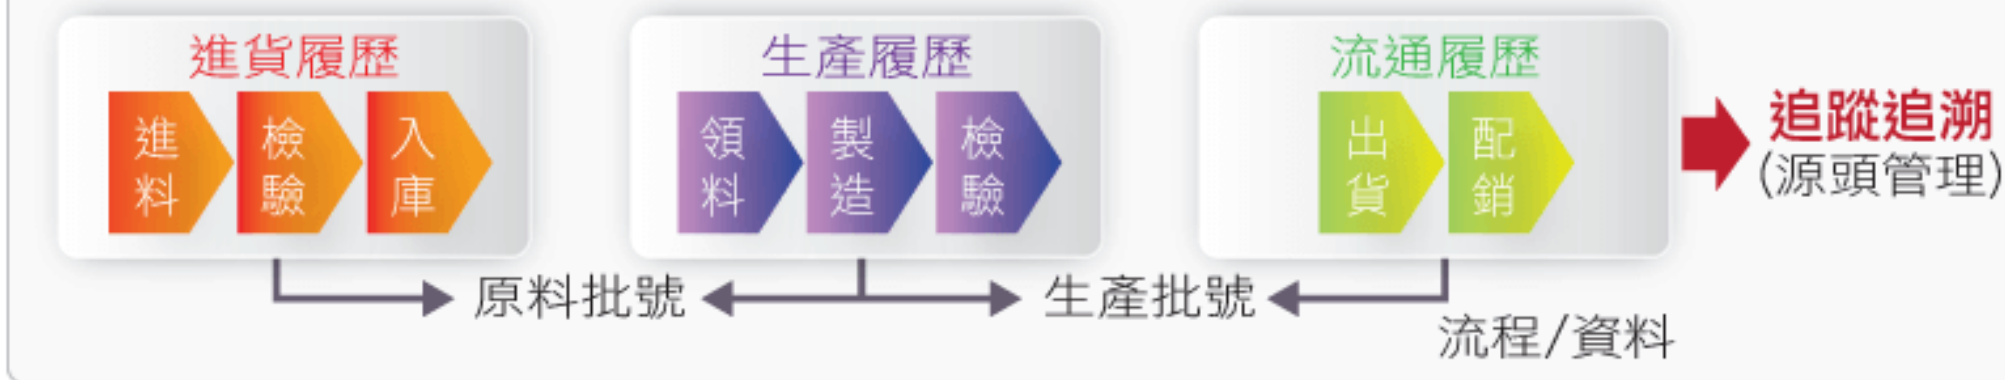 進貨履歷
進料
檢驗
入庫
生產履歷
領料
製造
檢驗
流通履歷
出貨
配銷
追蹤追溯
(源頭管理)
原料批號
生產批號
流程/資料